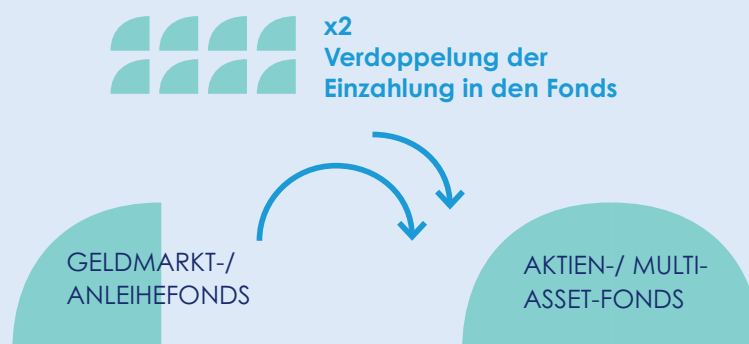 x2
Verdoppelung der
Einzahlung in den Fonds
GELDMARKT-/
ANLEIHEFONDS
AKTIEN-/ MULTI-
ASSET-FONDS